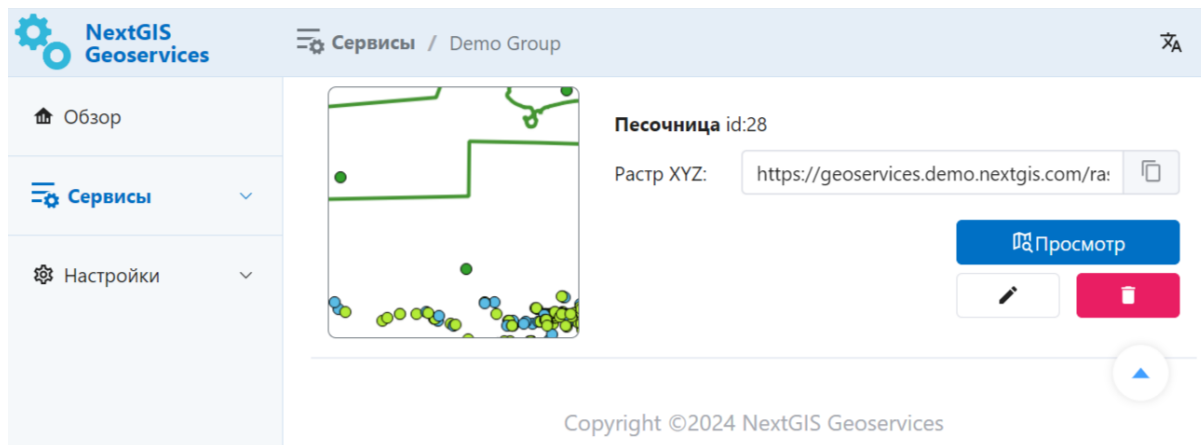 NextGIS
Geoservices
Сервисы / Demo Group
Обзор
Сервисы
Настройки
Песочница id:28
Растр XYZ: https://geoservices.demo.nextgis.com/ras
Просмотр
Copyright ©2024 NextGIS Geoservices